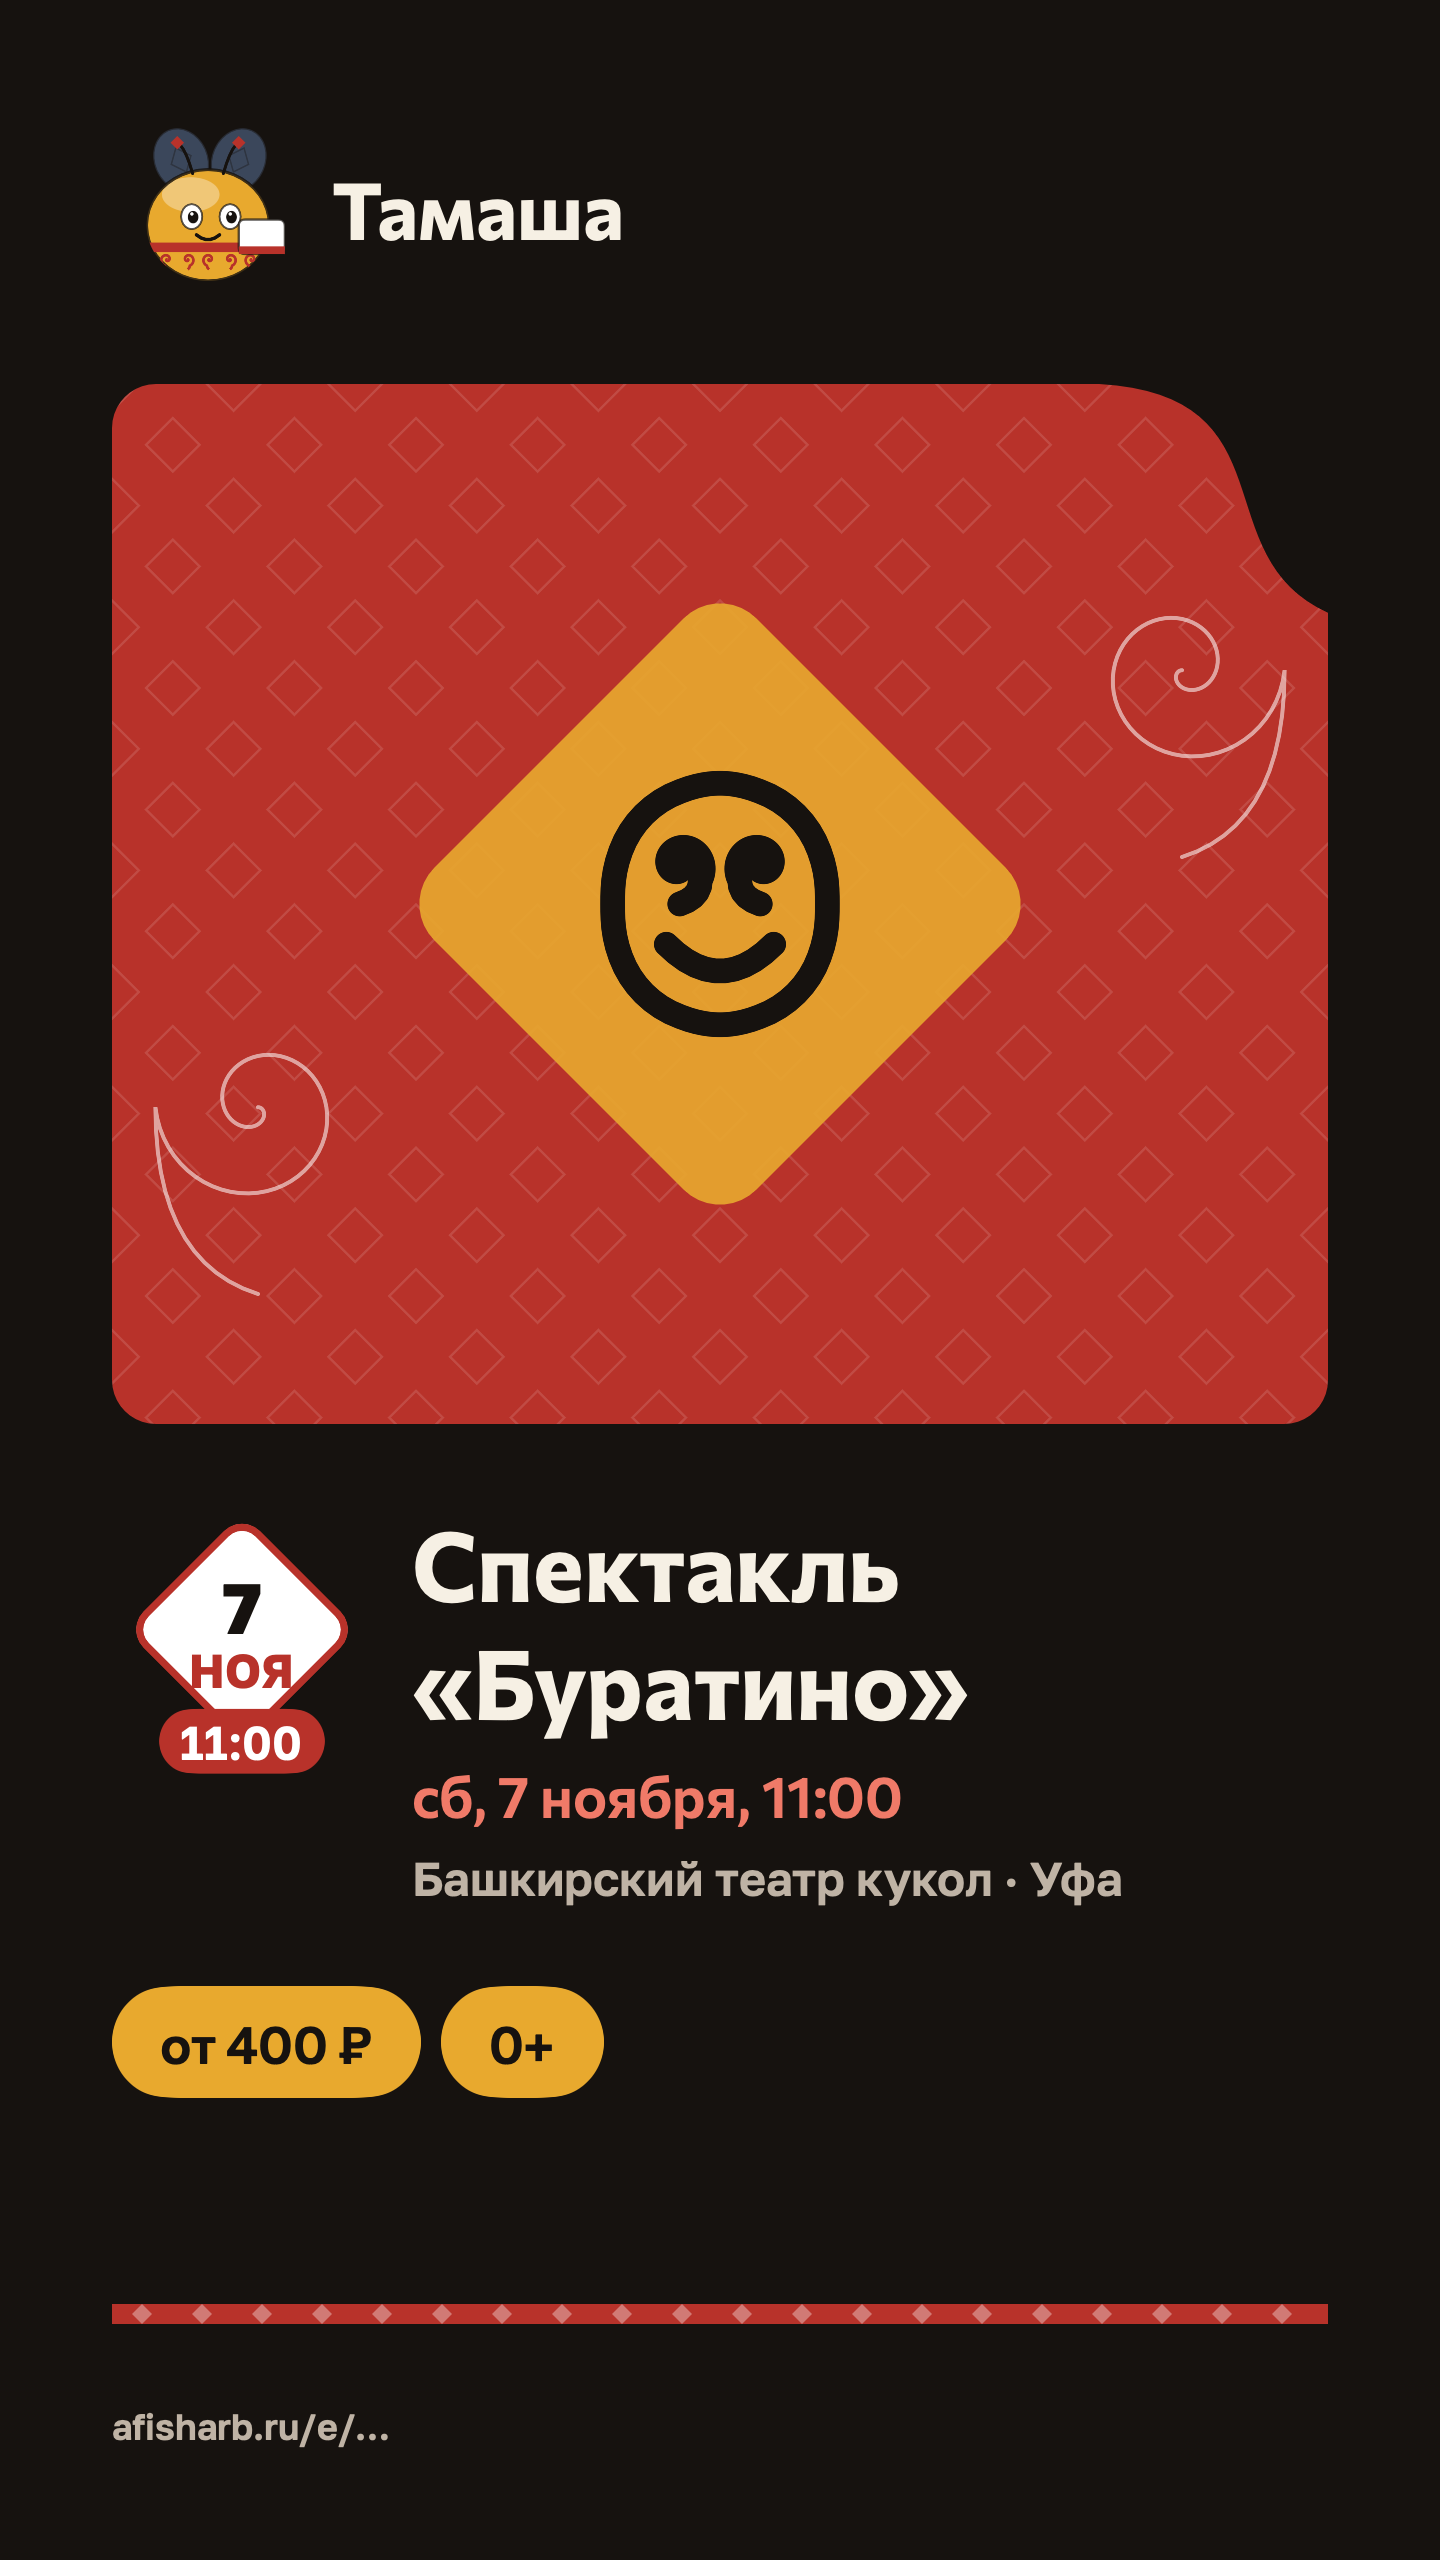 Тамаша
7
ноя
11:00
Спектакль
«Буратино»
сб, 7 ноября, 11:00
Башкирский театр кукол · Уфа
от 400 ₽
0+
afisharb.ru/e/...